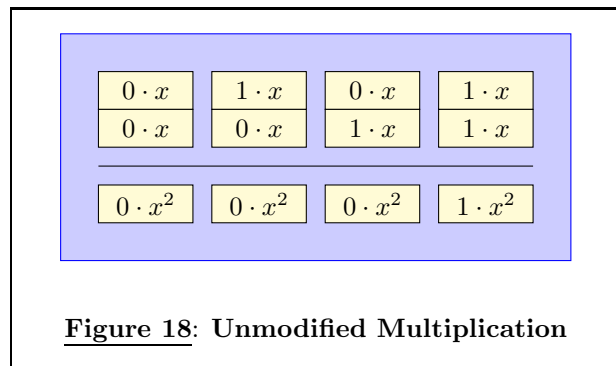 0 · x 1 · x 0 · x 1 · x
0 · x 0 · x 1 · x 1 · x
0 · x² 0 · x² 0 · x² 1 · x²
Figure 18: Unmodified Multiplication